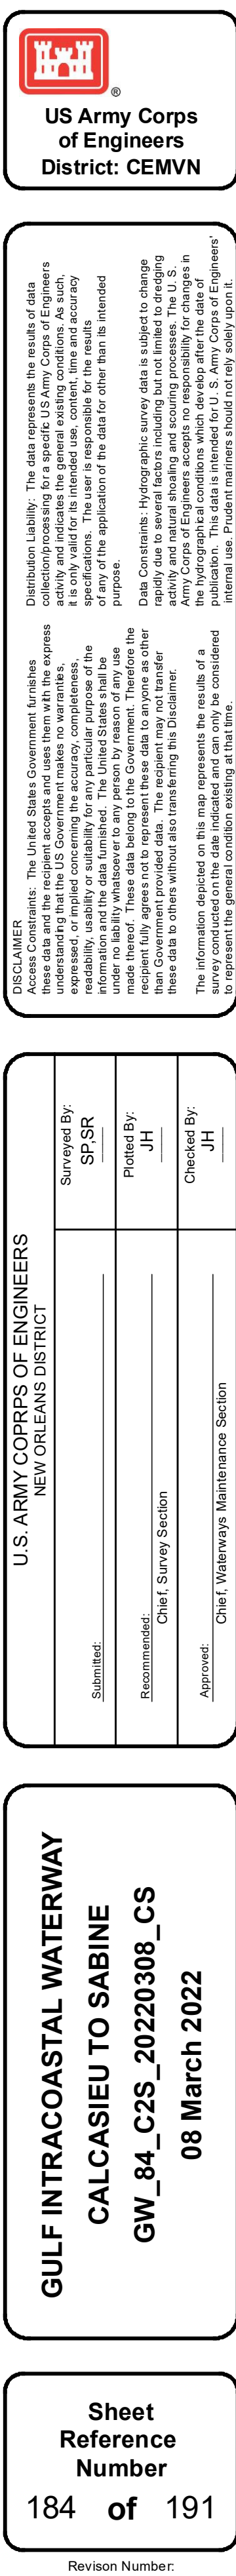 ®
US Army Corps
of Engineers
District: CEMVN
DISCLAIMER
Access Constraints: The United States Government furnishes
these data and the recipient accepts and uses them with the express
understanding that the US Government makes no warranties,
expressed, or implied concerning the accuracy, completeness,
readability, usability or suitability for any particular purpose of the
information and the data furnished. The United States shall be
under no liability whatsoever to any person by reason of any use
made thereof. These data belong to the Government. Therefore the
recipient fully agrees not to represent these data to anyone as other
than Government provided data. The recipient may not transfer
these data to others without also transferring this Disclaimer.
The information depicted on this map represents the results of a
survey conducted on the date indicated and can only be considered
to represent the general condition existing at that time.
Distribution Liability: The data represents the results of data
collection/processing for a specific US Army Corps of Engineers
activity and indicates the general existing conditions. As such,
it is only valid for its intended use, content, time and accuracy
specifications. The user is responsible for the results
of any of the application of the data for other than its intended
purpose.
Data Constraints: Hydrographic survey data is subject to change
rapidly due to several factors including but not limited to dredging
activity and natural shoaling and scouring processes. The U. S.
Army Corps of Engineers accepts no responsibility for changes in
the hydrographical conditions which develop after the date of
publication. This data is intended for U. S. Army Corps of Engineers'
internal use. Prudent mariners should not rely solely upon it.
U.S. ARMY COPRPS OF ENGINEERS
NEW ORLEANS DISTRICT
Submitted:
Surveyed By:
SP,SR
Recommended:
Chief, Survey Section
Plotted By:
JH
Approved:
Chief, Waterways Maintenance Section
Checked By:
JH
GULF INTRACOASTAL WATERWAY
CALCASIEU TO SABINE
GW_84_C2S_20220308_CS
08 March 2022
Sheet
Reference
Number
184 of 191
Revison Number: